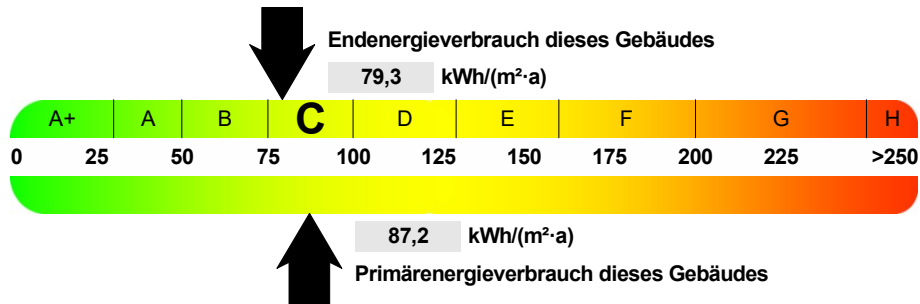 Endenergieverbrauch dieses Gebäudes
79,3 kWh/(m²·a)
A+ A B C D E F G H
0 25 50 75 100 125 150 175 200 225 >250
87,2 kWh/(m²·a)
Primärenergieverbrauch dieses Gebäudes